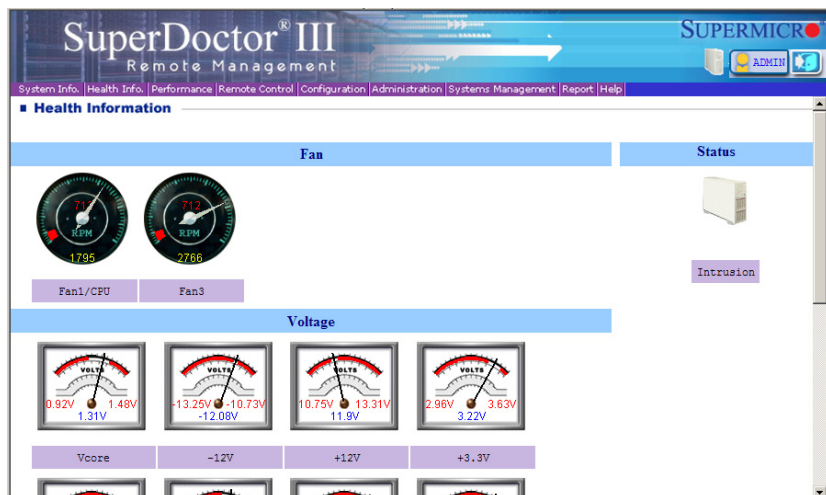 SuperDoctor® III
Remote Management
SUPERMICRO®
ADMIN
System Info. Health Info. Performance Remote Control Configuration Administration Systems Management Report Help
Health Information
Fan
Status
712
RPM
1795
712
RPM
2766
Fan1/CPU
Fan3
Intrusion
Voltage
VOLTS
0.92V 1.48V
1.31V
VOLTS
-13.25V -10.73V
-12.08V
VOLTS
10.75V 13.31V
11.9V
VOLTS
2.96V 3.63V
3.22V
Vcore
-12V
+12V
+3.3V